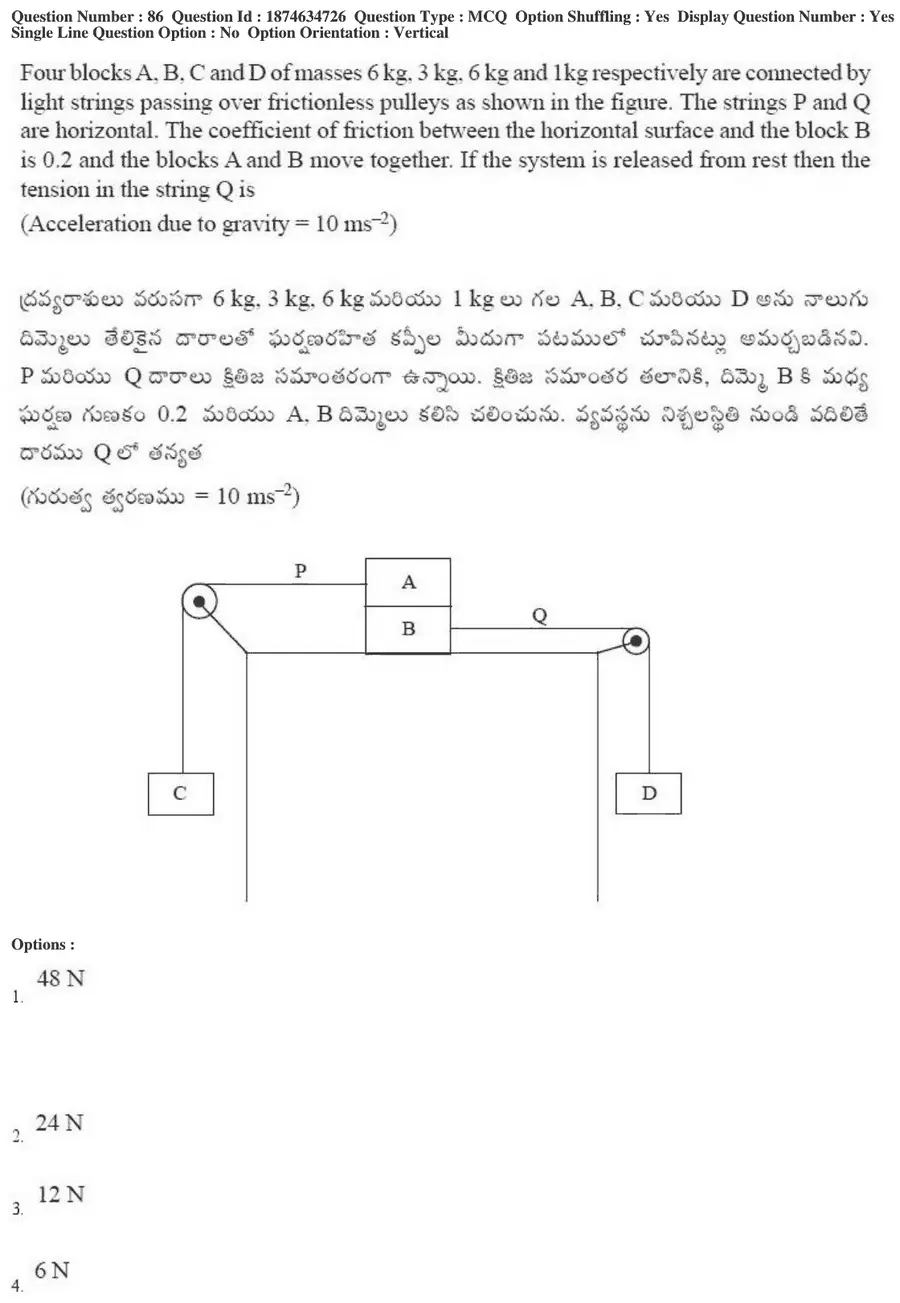 Question Number : 86 Question Id : 1874634726 Question Type : MCQ Option Shuffling : Yes Display Question Number : Yes
Single Line Question Option : No Option Orientation : Vertical
Four blocks A, B, C and D of masses 6 kg, 3 kg, 6 kg and 1kg respectively are connected by
light strings passing over frictionless pulleys as shown in the figure. The strings P and Q
are horizontal. The coefficient of friction between the horizontal surface and the block B
is 0.2 and the blocks A and B move together. If the system is released from rest then the
tension in the string Q is
(Acceleration due to gravity = 10 ms⁻²)
ద్రవ్యరాశులు వరుసగా 6 kg, 3 kg, 6 kg మరియు 1 kg లు గల A, B, C మరియు D అను నాలుగు
దిమ్మెలు తేలికైన దారాలతో ఘర్షణరహిత కప్పీల మీదుగా పటములో చూపినట్లు అమర్చబడినవి.
P మరియు Q దారాలు క్షితిజ సమాంతరంగా ఉన్నాయి. క్షితిజ సమాంతర తలానికి, దిమ్మె B కి మధ్య
ఘర్షణ గుణకం 0.2 మరియు A, B దిమ్మెలు కలిసి చలించును. వ్యవస్థను నిశ్చలస్థితి నుండి వదిలితే
దారము Q లో తన్యత
(గురుత్వ త్వరణము = 10 ms⁻²)
P
A
Q
B
C
D
Options :
48 N
1.
24 N
2.
12 N
3.
6 N
4.